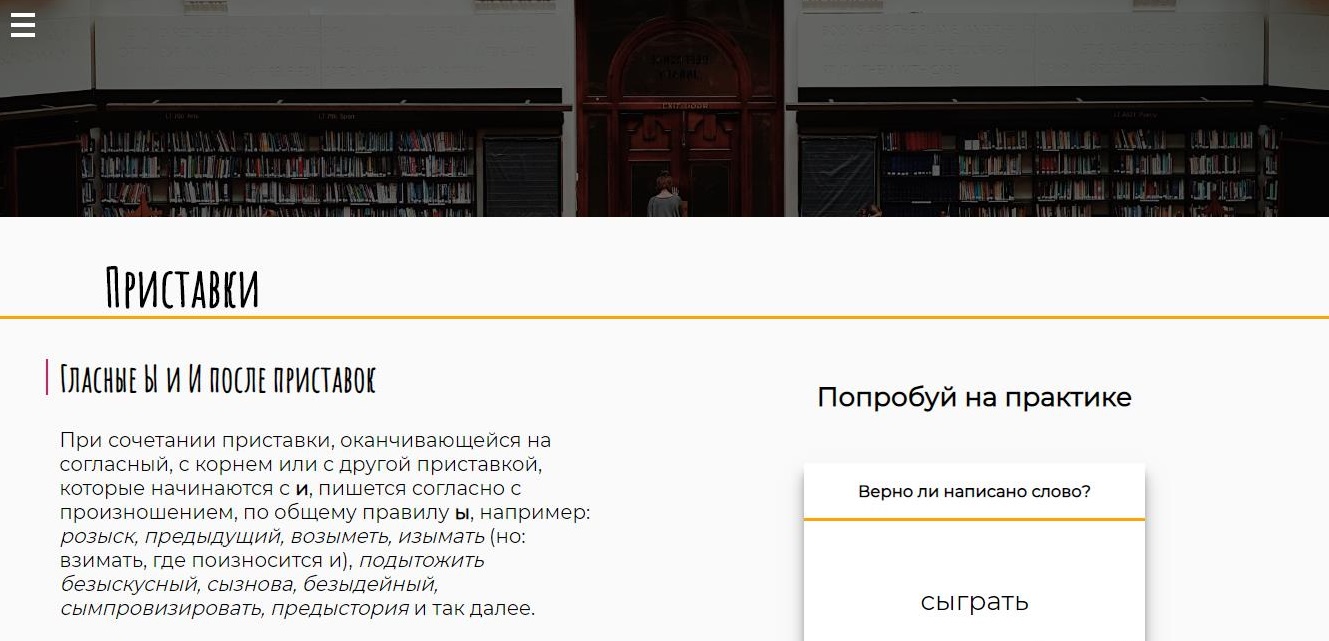 Приставки
Гласные Ы и И после приставок
При сочетании приставки, оканчивающейся на
согласный, с корнем или с другой приставкой,
которые начинаются с и, пишется согласно с
произношением, по общему правилу ы, например:
розыск, предыдущий, возыметь, изымать (но:
взимать, где поизносится и), подытожить
безыскусный, сызнова, безыдейный,
сымпровизировать, предыстория и так далее.
Попробуй на практике
Верно ли написано слово?
сыграть